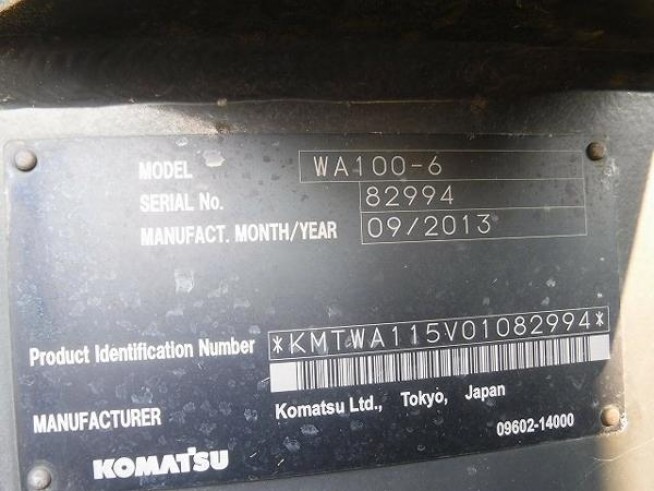 MODEL WA100-6
SERIAL No. 82994
MANUFACT. MONTH/YEAR 09/2013
Product Identification Number *KMTWA115V01082994*
MANUFACTURER Komatsu Ltd., Tokyo, Japan
09602-14000
KOMATSU